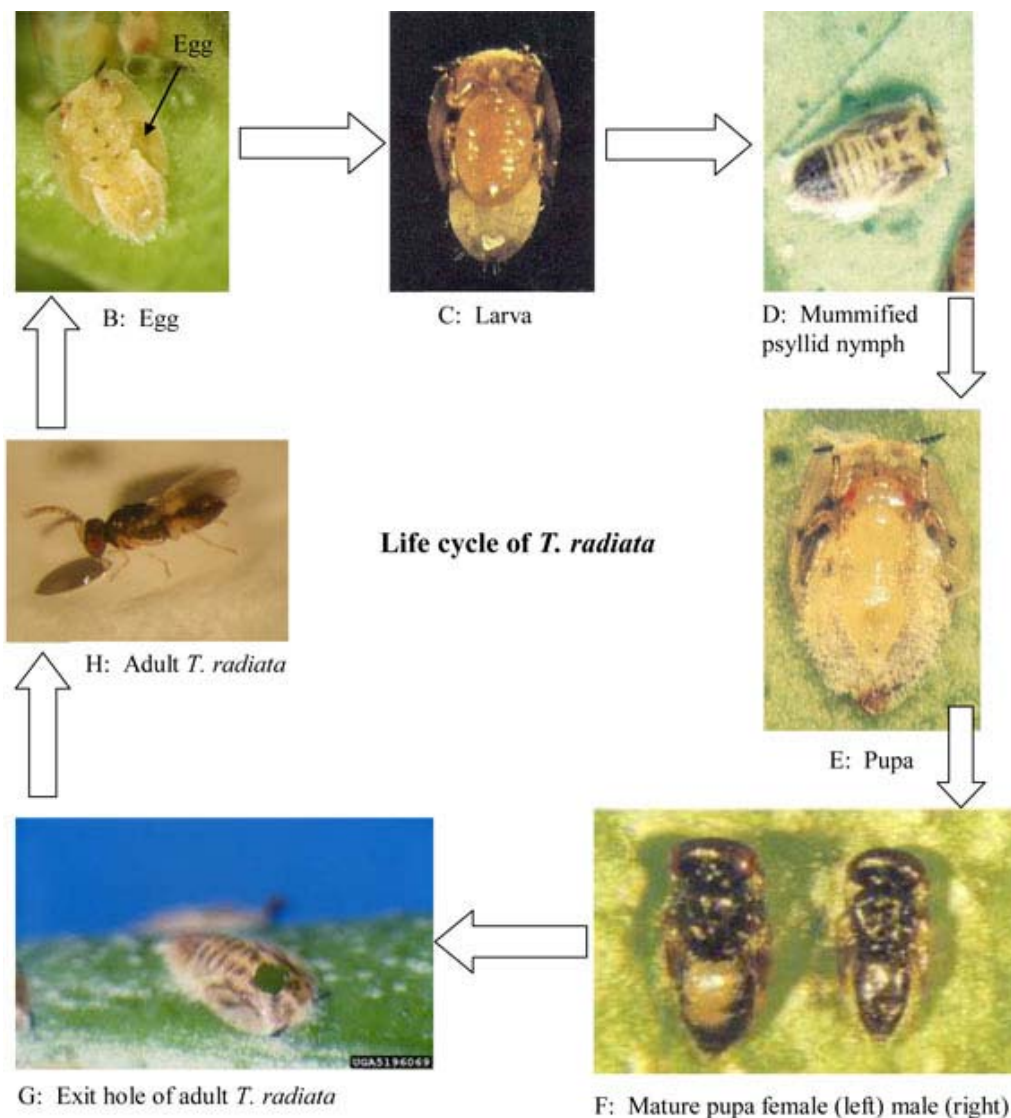 Egg
B: Egg
C: Larva
D: Mummified
psyllid nymph
Life cycle of T. radiata
H: Adult T. radiata
E: Pupa
UGA5196069
G: Exit hole of adult T. radiata
F: Mature pupa female (left) male (right)